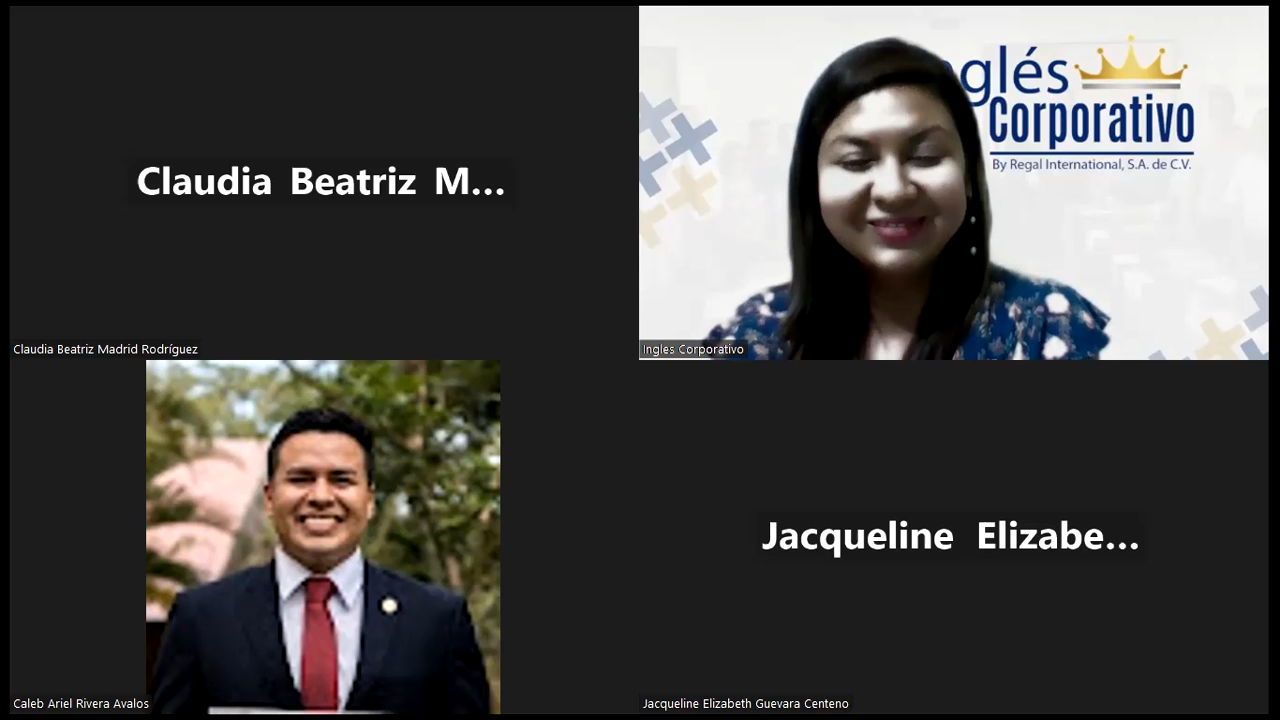 Claudia Beatriz M...
nglés
Corporativo
By Regal International, S.A. de C.V.
Claudia Beatriz Madrid Rodríguez
Ingles Corporativo
Jacqueline Elizabe...
Caleb Ariel Rivera Avalos
Jacqueline Elizabeth Guevara Centeno